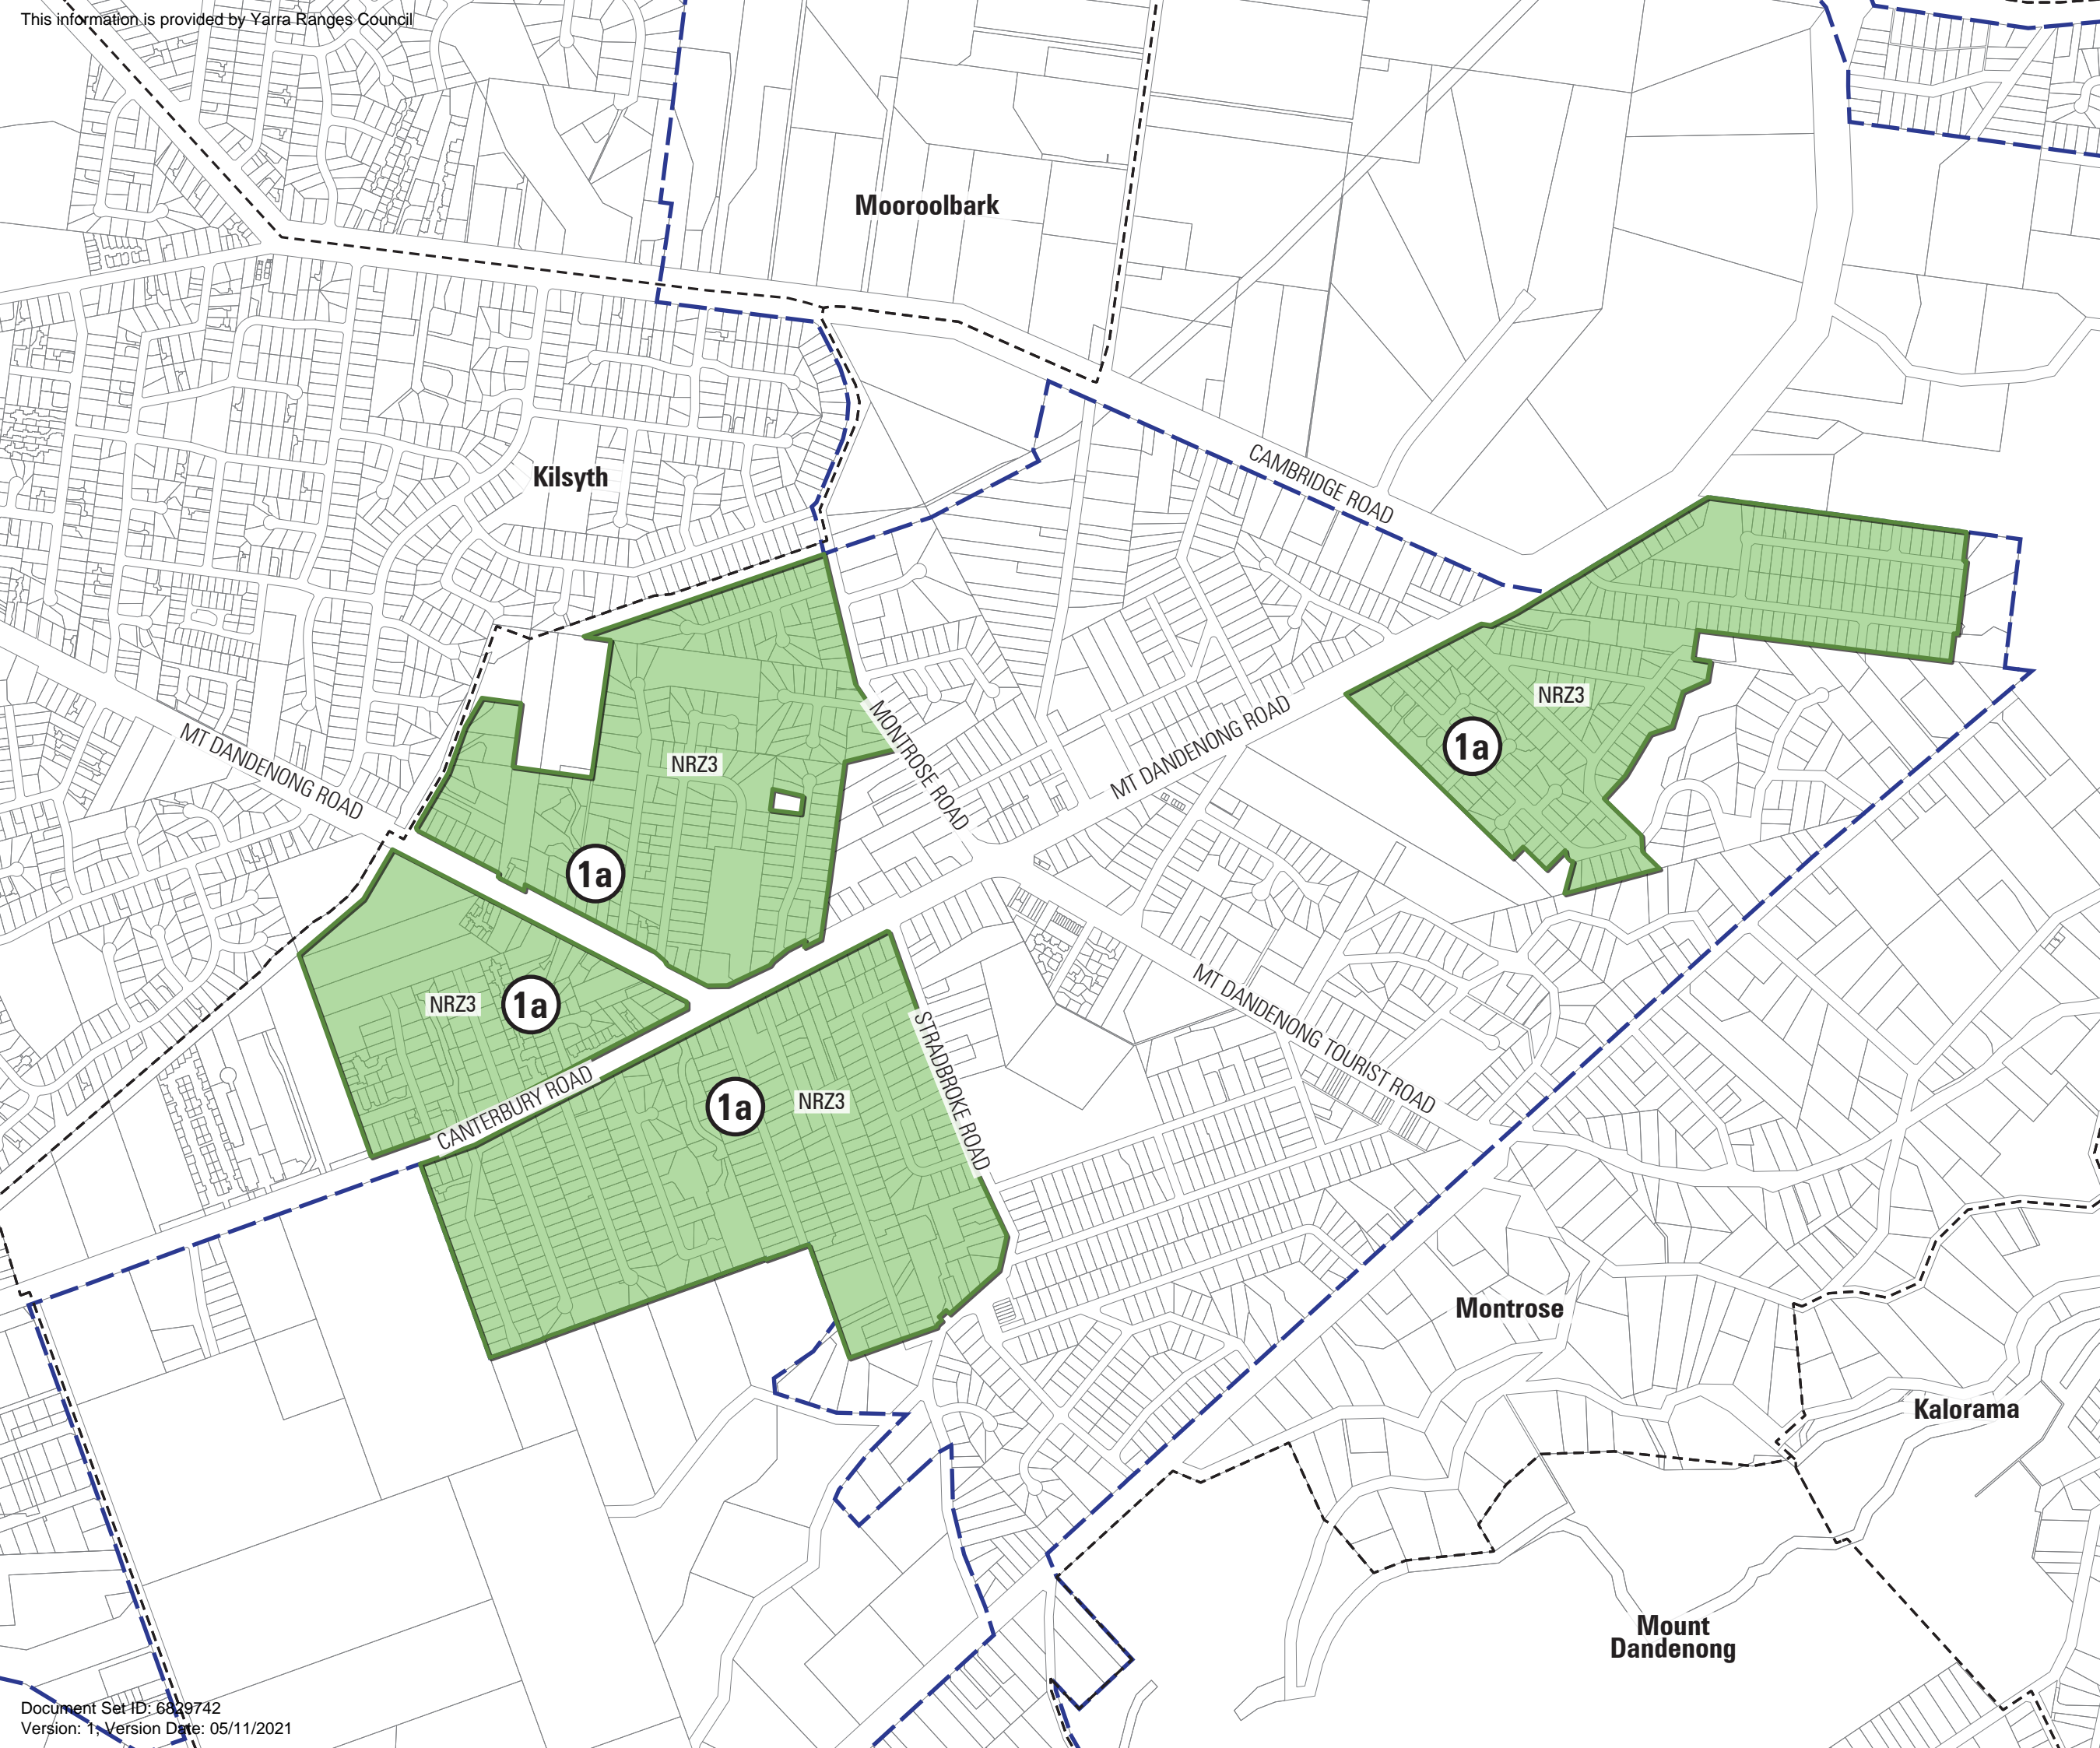 This information is provided by Yarra Ranges Council
Mooroolbark
Kilsyth
CAMBRIDGE ROAD
NRZ3
1a
MONTROSE ROAD
MT DANDENONG ROAD
MT DANDENONG ROAD
NRZ3
1a
NRZ3
1a
CANTERBURY ROAD
1a
NRZ3
STRADBROKE ROAD
MT DANDENONG TOURIST ROAD
Montrose
Kalorama
Mount
Dandenong
Document Set ID: 6829742
Version: 1, Version Date: 05/11/2021